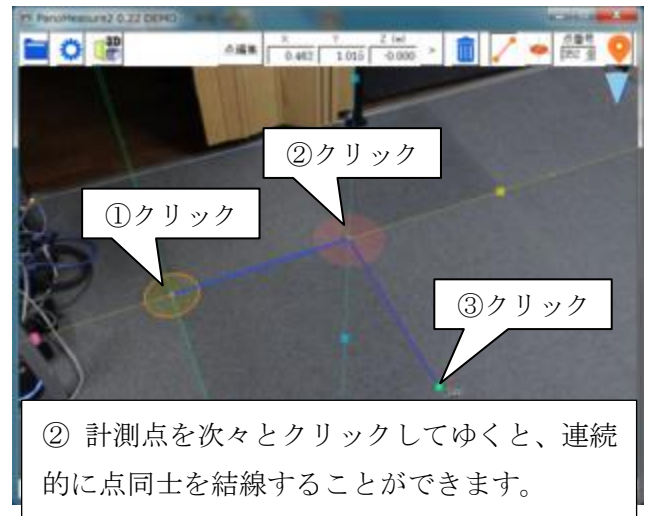 PanoMeasure2 0.22 DEMO
3D
点編集
X Y Z (m)
0.462 1.015 -0.000 >
点番号
②クリック
①クリック
③クリック
② 計測点を次々とクリックしてゆくと、連続
的に点同士を結線することができます。